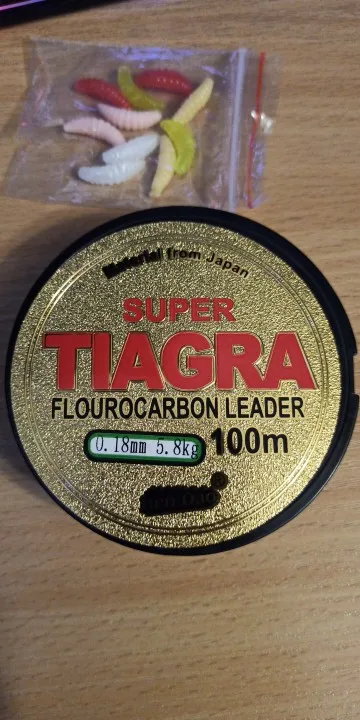 Material from Japan
SUPER
TIAGRA
FLOUROCARBON LEADER
0.18mm 5.8kg
100m
®